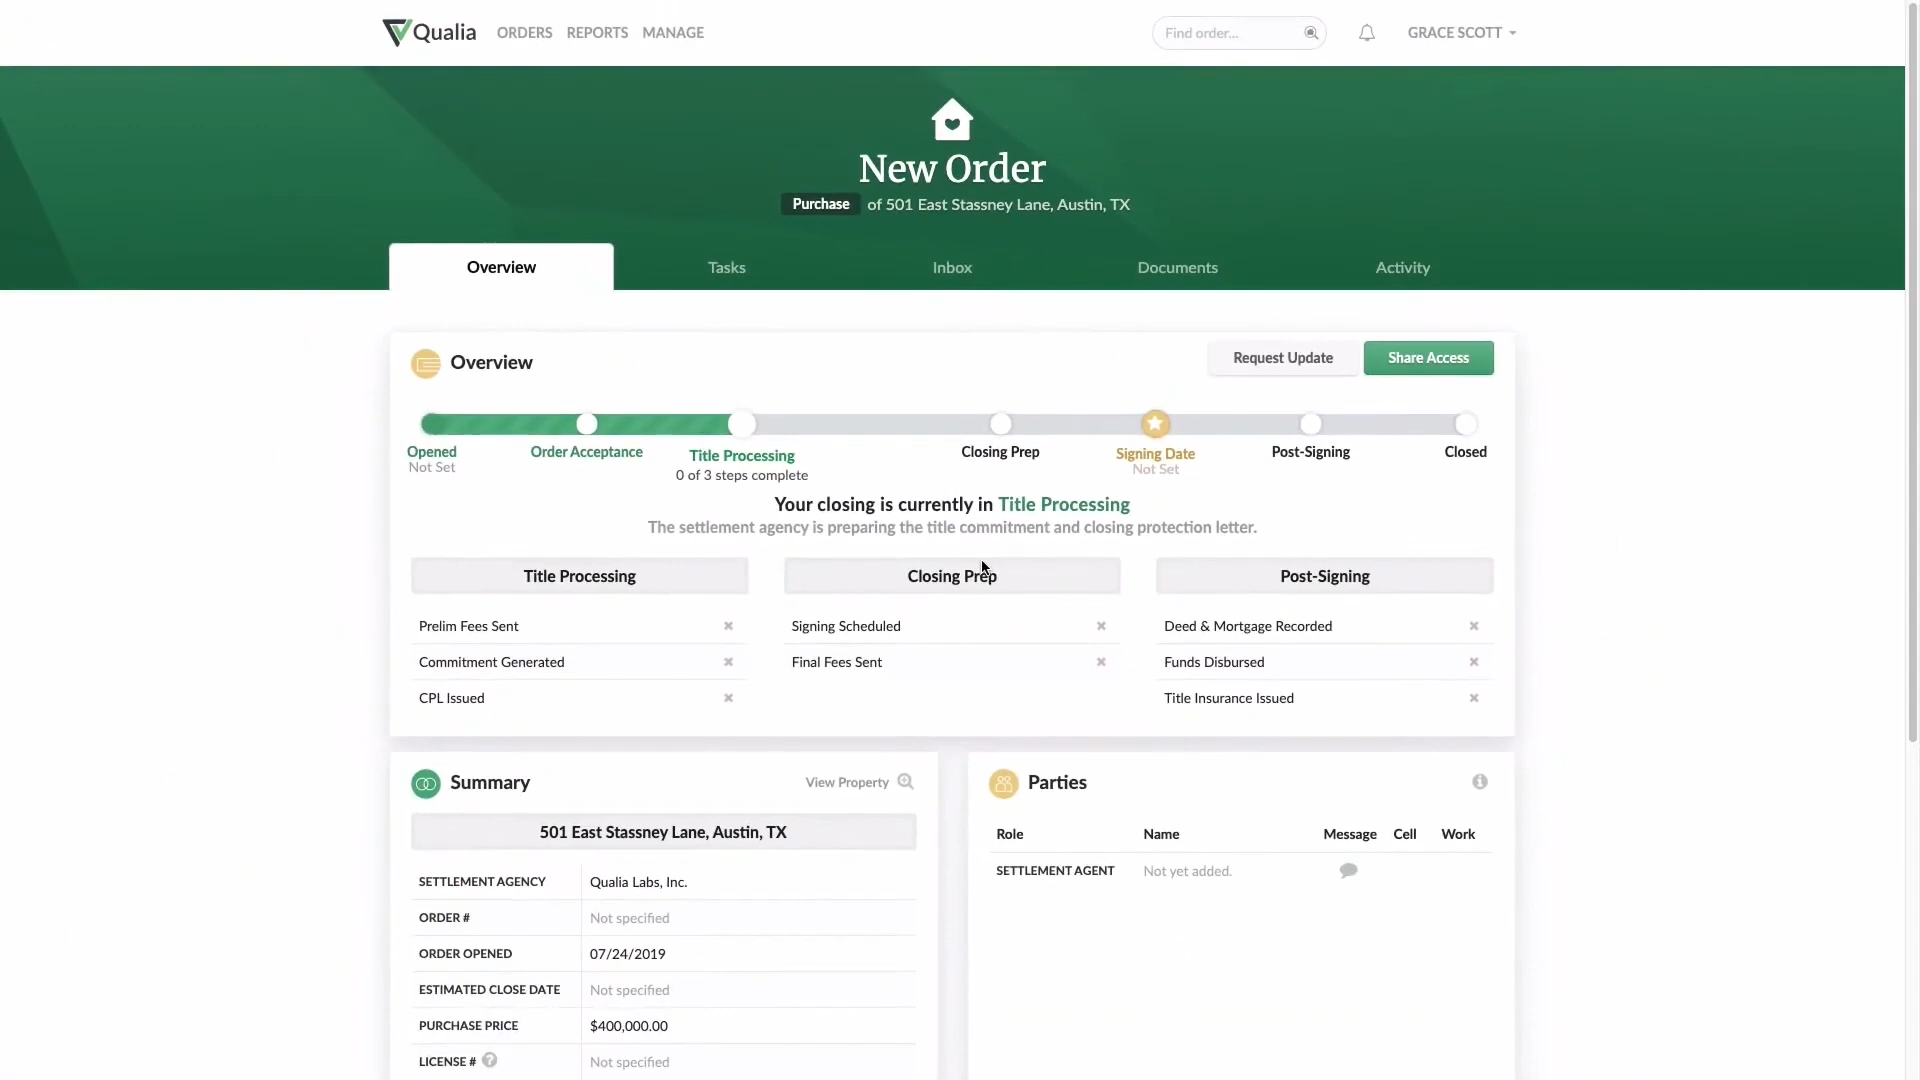 Qualia ORDERS REPORTS MANAGE Find order... GRACE SCOTT
New Order
Purchase of 501 East Stassney Lane, Austin, TX
Overview Tasks Inbox Documents Activity
Overview Request Update Share Access
Opened Order Acceptance Title Processing Closing Prep Signing Date Post-Signing Closed
Not Set 0 of 3 steps complete Not Set
Your closing is currently in Title Processing
The settlement agency is preparing the title commitment and closing protection letter.
Title Processing Closing Prep Post-Signing
Prelim Fees Sent Signing Scheduled Deed & Mortgage Recorded
Commitment Generated Final Fees Sent Funds Disbursed
CPL Issued Title Insurance Issued
Summary View Property
501 East Stassney Lane, Austin, TX
SETTLEMENT AGENCY Qualia Labs, Inc.
ORDER # Not specified
ORDER OPENED 07/24/2019
ESTIMATED CLOSE DATE Not specified
PURCHASE PRICE $400,000.00
LICENSE # ? Not specified
Parties
Role Name Message Cell Work
SETTLEMENT AGENT Not yet added.